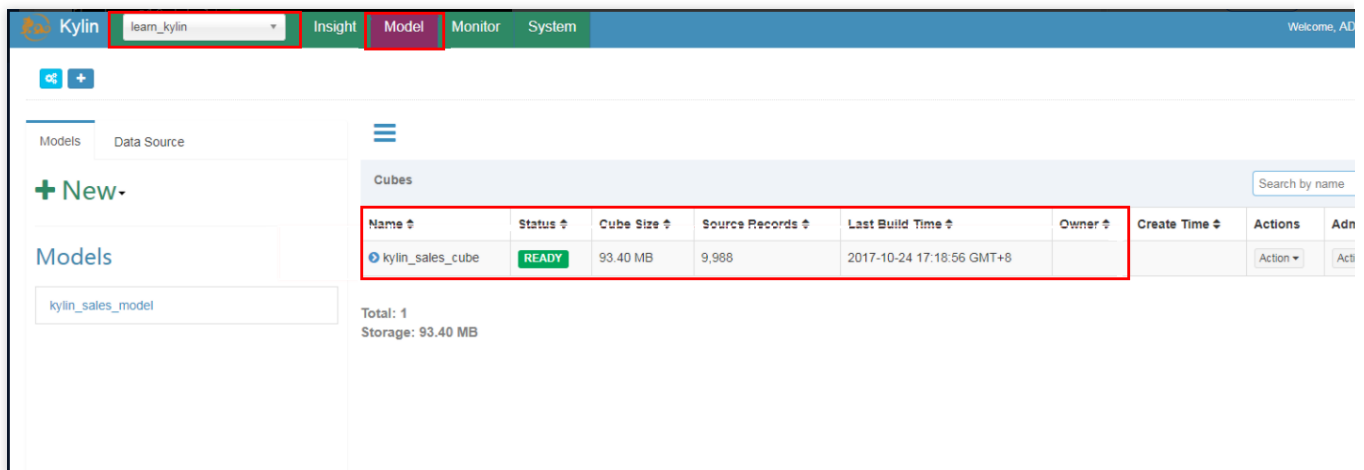 Kylin learn_kylin Insight Model Monitor System Welcome, AD
Models Data Source
New
Cubes
Search by name
Name Status Cube Size Source Records Last Build Time Owner Create Time Actions Adm
kylin_sales_cube READY 93.40 MB 9,988 2017-10-24 17:18:56 GMT+8 Action Acti
Models
kylin_sales_model
Total: 1
Storage: 93.40 MB